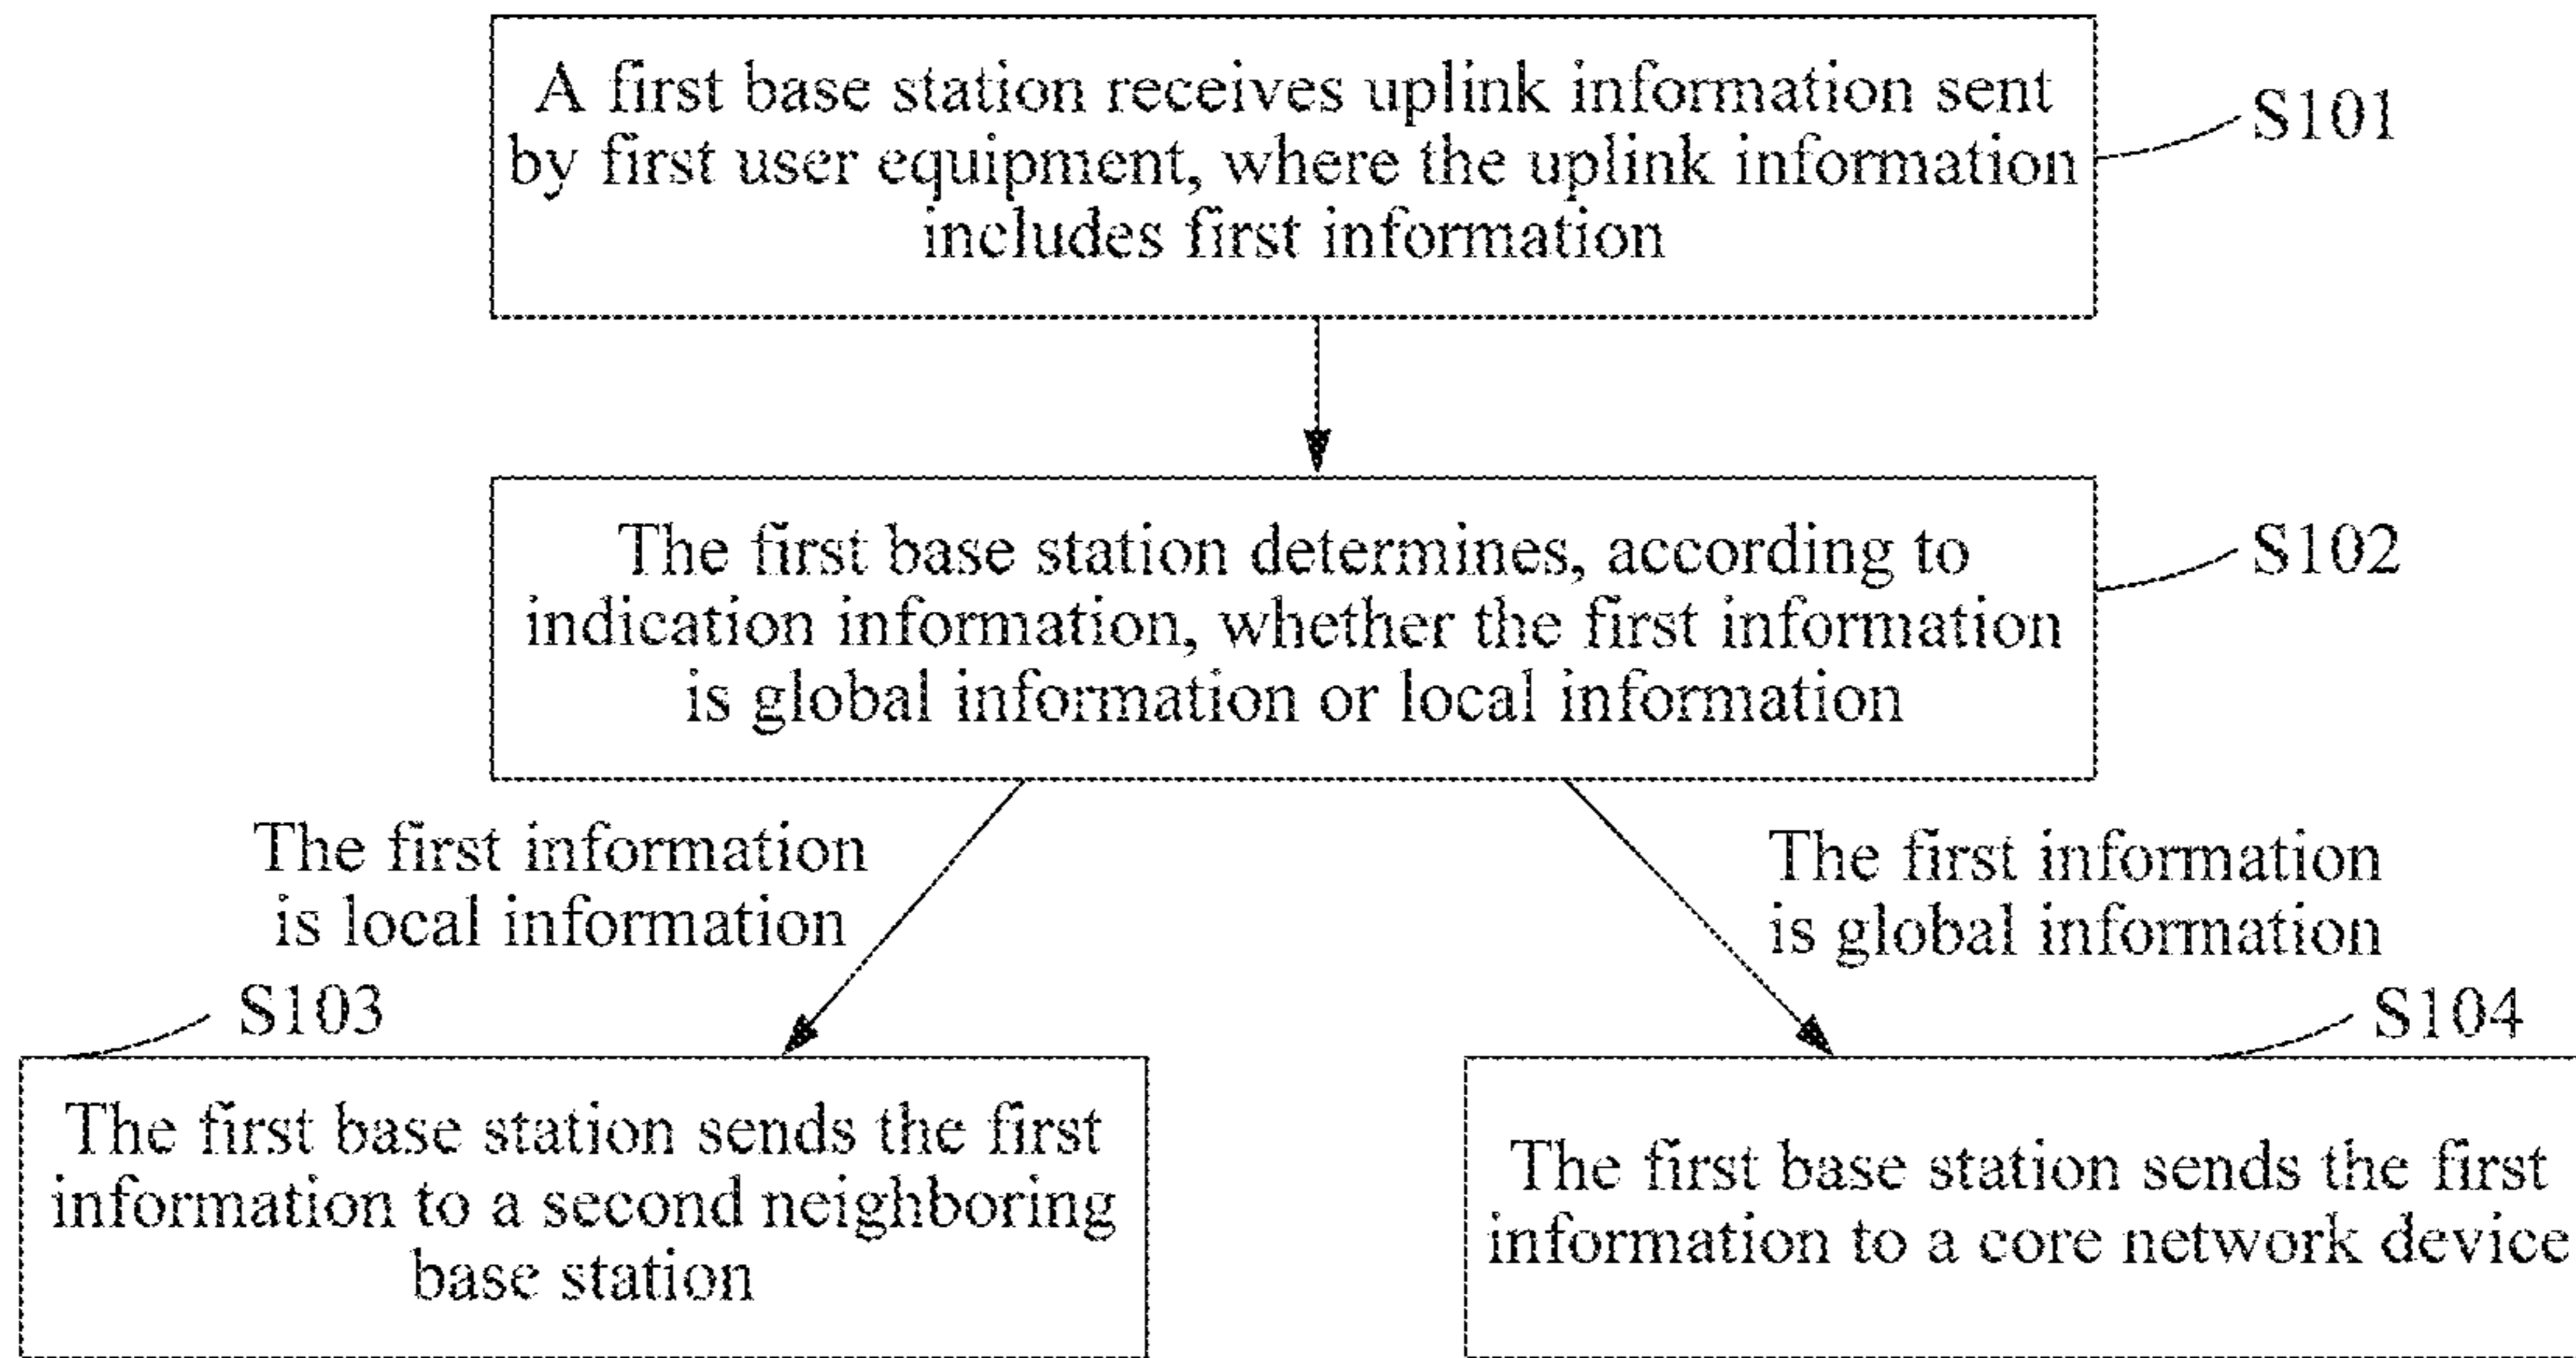 A first base station receives uplink information sent
by first user equipment, where the uplink information
includes first information
S101
The first base station determines, according to
indication information, whether the first information
is global information or local information
S102
The first information
is local information
The first information
is global information
S103
The first base station sends the first
information to a second neighboring
base station
S104
The first base station sends the first
information to a core network device